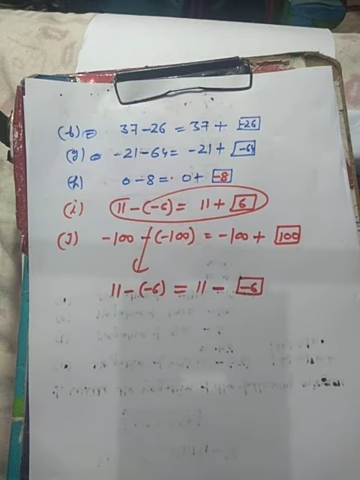 (f) = 37 - 26 = 37 + -26
(g) = -21 - 64 = -21 + -64
(h) 0 - 8 = 0 + -8
(i) 11 - (-6) = 11 + 6
(J) -100 - (-100) = -100 + 100
11 - (-6) = 11 - -6